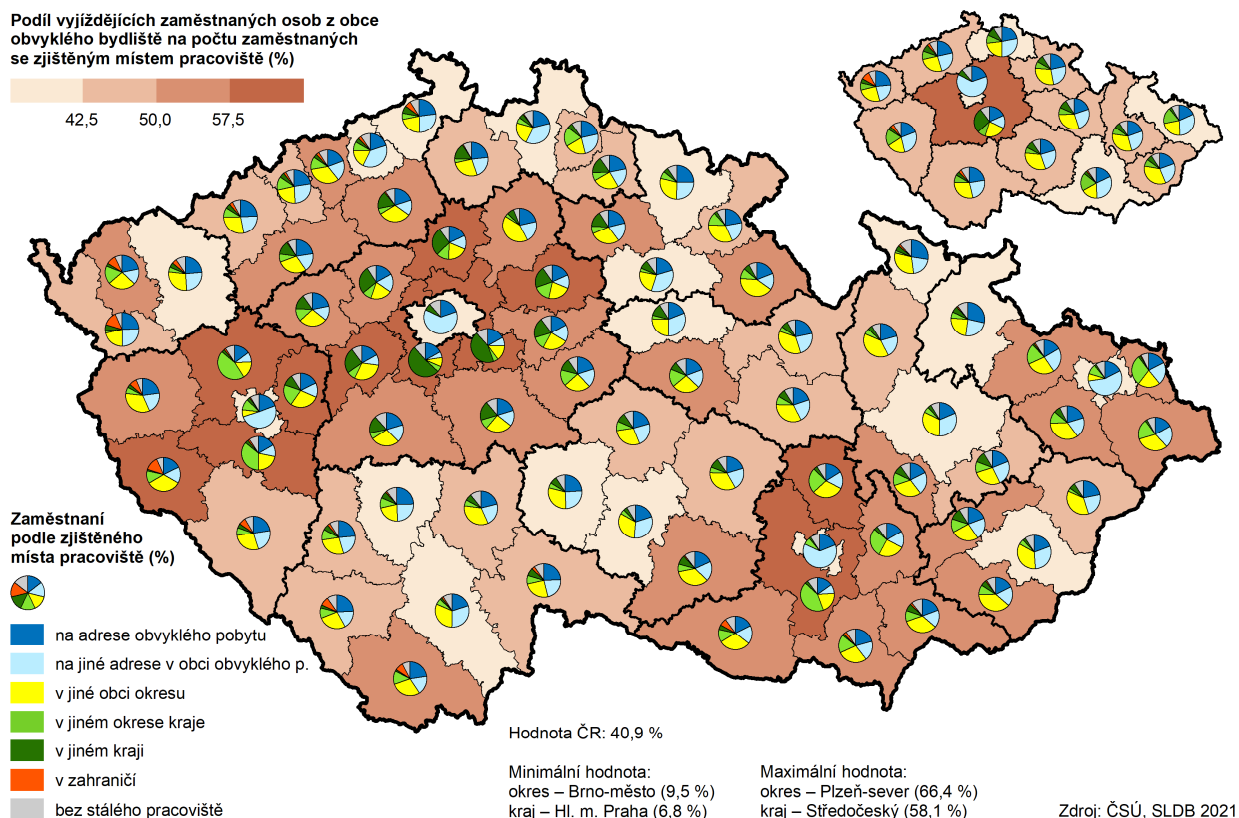 Podíl vyjíždějících zaměstnaných osob z obce
obvyklého bydliště na počtu zaměstnaných
se zjištěným místem pracoviště (%)
42,5 50,0 57,5
Zaměstnaní
podle zjištěného
místa pracoviště (%)
na adrese obvyklého pobytu
na jiné adrese v obci obvyklého p.
v jiné obci okresu
v jiném okrese kraje
v jiném kraji
v zahraničí
bez stálého pracoviště
Hodnota ČR: 40,9 %
Minimální hodnota:
okres – Brno-město (9,5 %)
kraj – Hl. m. Praha (6,8 %)
Maximální hodnota:
okres – Plzeň-sever (66,4 %)
kraj – Středočeský (58,1 %)
Zdroj: ČSÚ, SLDB 2021